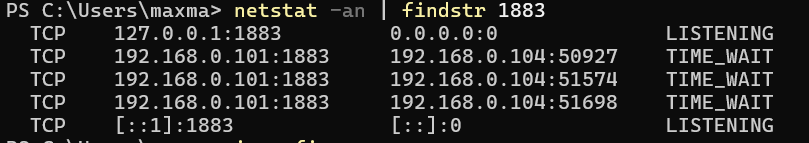 PS C:\Users\maxma> netstat -an | findstr 1883
TCP 127.0.0.1:1883 0.0.0.0:0 LISTENING
TCP 192.168.0.101:1883 192.168.0.104:50927 TIME_WAIT
TCP 192.168.0.101:1883 192.168.0.104:51574 TIME_WAIT
TCP 192.168.0.101:1883 192.168.0.104:51698 TIME_WAIT
TCP [::1]:1883 [::]:0 LISTENING